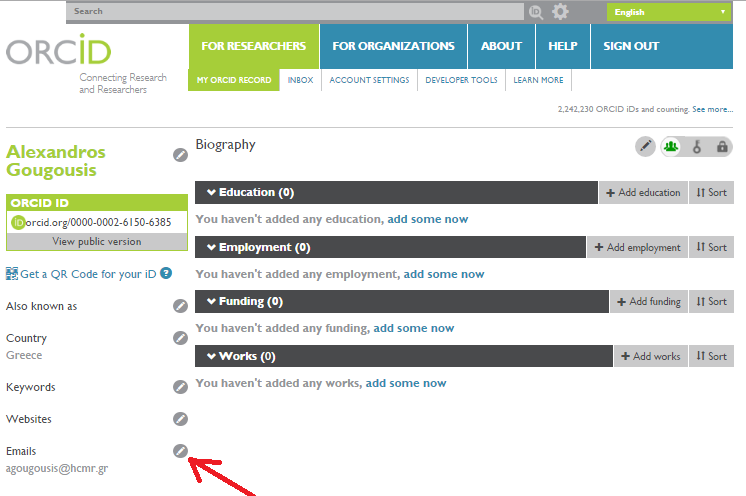 Search
iD
English
ORCiD
Connecting Research
and Researchers
FOR RESEARCHERS
FOR ORGANIZATIONS
ABOUT
HELP
SIGN OUT
MY ORCID RECORD
INBOX
ACCOUNT SETTINGS
DEVELOPER TOOLS
LEARN MORE
2,242,230 ORCID iDs and counting. See more...
Alexandros
Gougousis
ORCID ID
iD orcid.org/0000-0002-6150-6385
View public version
Get a QR Code for your iD ?
Also known as
Country
Greece
Keywords
Websites
Emails
agougousis@hcmr.gr
Biography
Education (0)
Add education
Sort
You haven't added any education, add some now
Employment (0)
Add employment
Sort
You haven't added any employment, add some now
Funding (0)
Add funding
Sort
You haven't added any funding, add some now
Works (0)
Add works
Sort
You haven't added any works, add some now